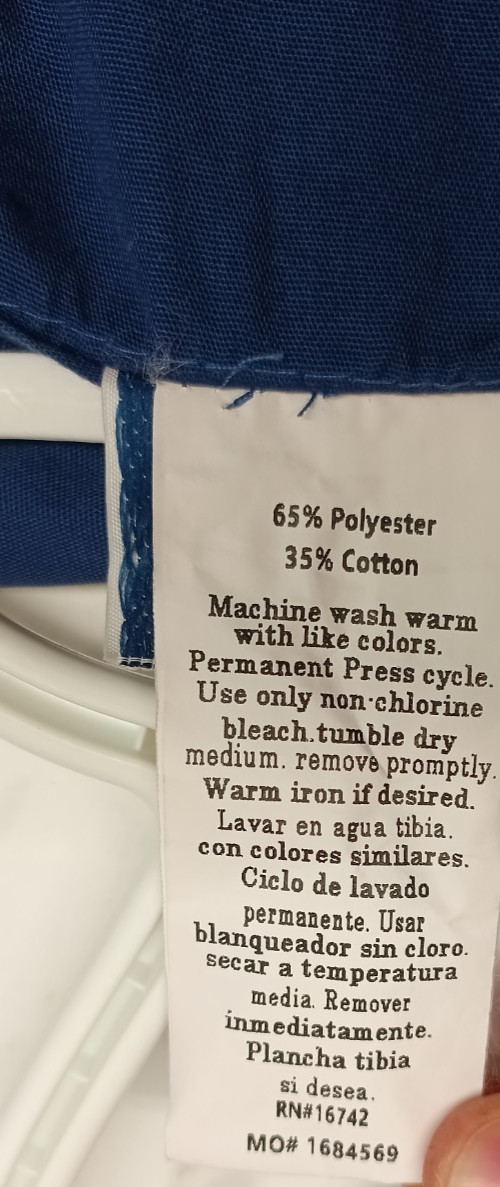 65% Polyester
35% Cotton
Machine wash warm
with like colors.
Permanent Press cycle.
Use only non-chlorine
bleach.tumble dry
medium. remove promptly.
Warm iron if desired.
Lavar en agua tibia.
con colores similares.
Ciclo de lavado
permanente. Usar
blanqueador sin cloro.
secar a temperatura
media. Remover
inmediatamente.
Plancha tibia
si desea.
RN#16742
MO# 1684569